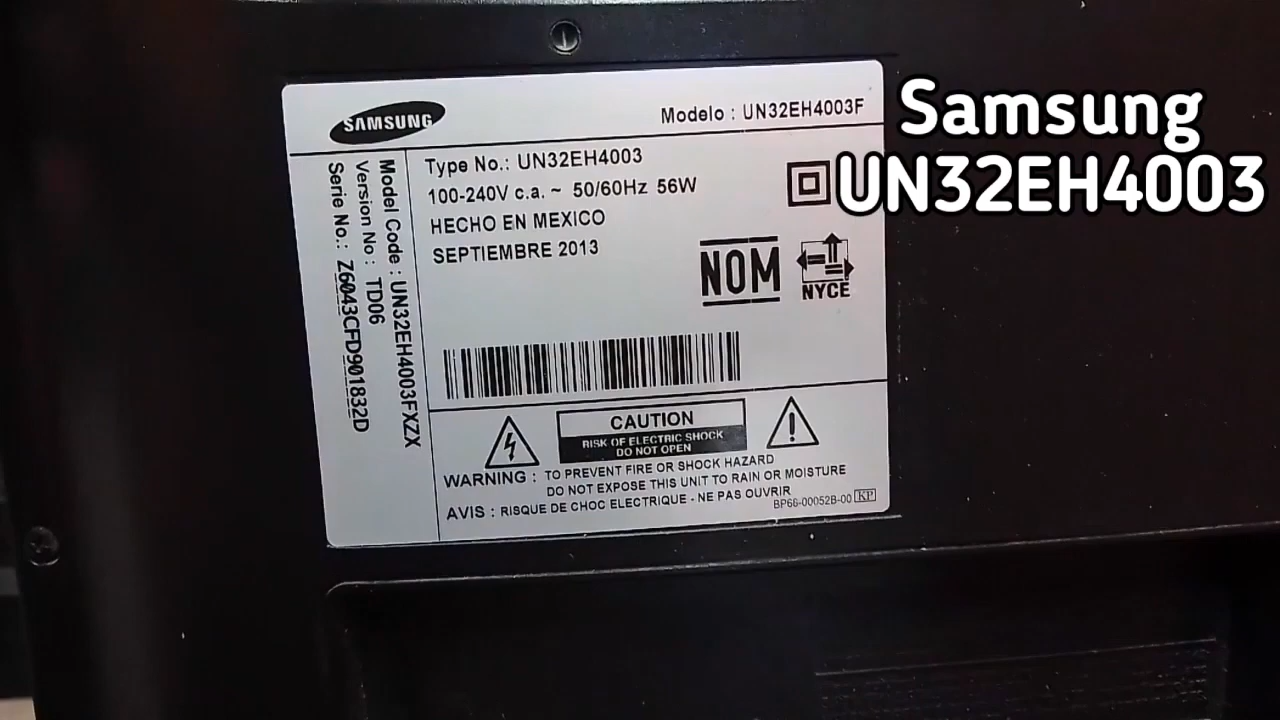 SAMSUNG
Modelo : UN32EH4003F
Type No.: UN32EH4003
100-240V c.a. ~ 50/60Hz 56W
HECHO EN MEXICO
SEPTIEMBRE 2013
NOM
NYCE
Model Code : UN32EH4003FXZX
Version No : TD06
Serie No.: Z6043CFD901832D
CAUTION
RISK OF ELECTRIC SHOCK
DO NOT OPEN
WARNING : TO PREVENT FIRE OR SHOCK HAZARD
DO NOT EXPOSE THIS UNIT TO RAIN OR MOISTURE
AVIS : RISQUE DE CHOC ELECTRIQUE - NE PAS OUVRIR
BP66-00052B-00 KP
Samsung
UN32EH4003